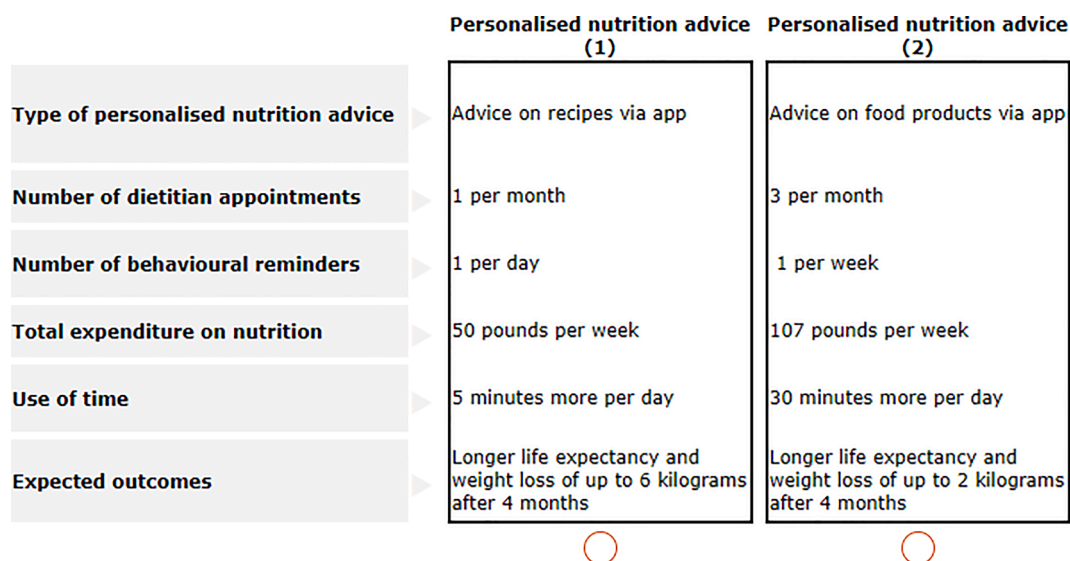 Personalised nutrition advice
(1)
Personalised nutrition advice
(2)
Type of personalised nutrition advice
Advice on recipes via app
Advice on food products via app
Number of dietitian appointments
1 per month
3 per month
Number of behavioural reminders
1 per day
1 per week
Total expenditure on nutrition
50 pounds per week
107 pounds per week
Use of time
5 minutes more per day
30 minutes more per day
Expected outcomes
Longer life expectancy and
weight loss of up to 6 kilograms
after 4 months
Longer life expectancy and
weight loss of up to 2 kilograms
after 4 months